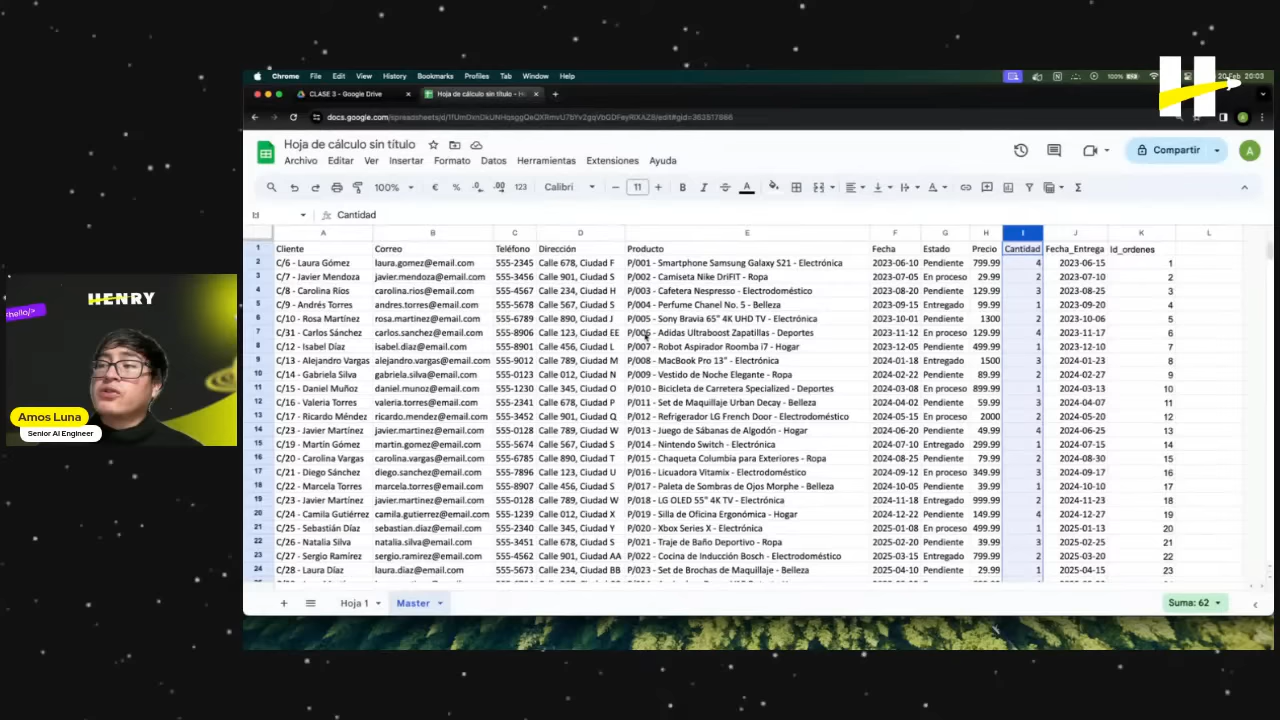 Chrome File Edit View History Bookmarks Profiles Tab Window Help 100% 20 Feb 20:03
CLASE 3 - Google Drive Hoja de cálculo sin título - H
Hoja de cálculo sin título
Archivo Editar Ver Insertar Formato Datos Herramientas Extensiones Ayuda
Compartir A
100% € % .0 .00 123 Calibri 11 B I A Σ
I1 fx Cantidad
A B C D E F G H I J K L
1 Cliente Correo Teléfono Dirección Producto Fecha Estado Precio Cantidad Fecha_Entrega Id_ordenes
2 C/6 - Laura Gómez laura.gomez@email.com 555-2345 Calle 678, Ciudad F P/001 - Smartphone Samsung Galaxy S21 - Electrónica 2023-06-10 Pendiente 799.99 4 2023-06-15 1
3 C/7 - Javier Mendoza javier.mendoza@email.com 555-3456 Calle 901, Ciudad S P/002 - Camiseta Nike DriFIT - Ropa 2023-07-10 En proceso 29.99 2 2023-07-10 2
4 C/8 - Carolina Ríos carolina.rios@email.com 555-4567 Calle 234, Ciudad H P/003 - Cafetera Nespresso - Electrodoméstico 2023-08-20 Pendiente 129.99 3 2023-08-25 3
5 C/9 - Andrés Torres andres.torres@email.com 555-5678 Calle 567, Ciudad S P/004 - Perfume Chanel No. 5 - Belleza 2023-09-15 Entregado 99.99 1 2023-09-20 4
6 C/10 - Rosa Martínez rosa.martinez@email.com 555-6789 Calle 890, Ciudad J P/005 - Sony Bravia 65" 4K UHD TV - Electrónica 2023-10-01 Pendiente 1300 2 2023-10-06 5
7 C/31 - Carlos Sánchez carlos.sanchez@email.com 555-8906 Calle 123, Ciudad EE P/006 - Adidas Ultraboost Zapatillas - Deportes 2023-11-12 En proceso 129.99 4 2023-11-17 6
8 C/12 - Isabel Díaz isabel.diaz@email.com 555-8901 Calle 456, Ciudad L P/007 - Robot Aspirador Roomba i7 - Hogar 2023-12-05 Pendiente 499.99 1 2023-12-10 7
9 C/13 - Alejandro Vargas alejandro.vargas@email.com 555-9012 Calle 789, Ciudad M P/008 - MacBook Pro 13" - Electrónica 2024-01-18 Entregado 1500 3 2024-01-23 8
10 C/14 - Gabriela Silva gabriela.silva@email.com 555-0123 Calle 012, Ciudad N P/009 - Vestido de Noche Elegante - Ropa 2024-02-22 Pendiente 89.99 2 2024-02-27 9
11 C/15 - Daniel Muñoz daniel.munoz@email.com 555-1230 Calle 345, Ciudad O P/010 - Bicicleta de Carretera Specialized - Deportes 2024-03-08 En proceso 899.99 1 2024-03-13 10
12 C/16 - Valeria Torres valeria.torres@email.com 555-2341 Calle 678, Ciudad P P/011 - Set de Maquillaje Urban Decay - Belleza 2024-04-02 Pendiente 59.99 3 2024-04-07 11
13 C/17 - Ricardo Méndez ricardo.mendez@email.com 555-3452 Calle 901, Ciudad Q P/012 - Refrigerador LG French Door - Electrodoméstico 2024-05-15 Entregado 2000 2 2024-05-20 12
14 C/23 - Javier Martínez javier.martinez@email.com 555-0128 Calle 789, Ciudad W P/013 - Juego de Sábanas de Algodón - Hogar 2024-06-20 Pendiente 49.99 4 2024-06-25 13
15 C/19 - Martín Gómez martin.gomez@email.com 555-5674 Calle 567, Ciudad S P/014 - Nintendo Switch - Electrónica 2024-07-10 Entregado 299.99 1 2024-07-15 14
16 C/20 - Carolina Vargas carolina.vargas@email.com 555-6785 Calle 890, Ciudad T P/015 - Chaqueta Columbia para Exteriores - Ropa 2024-08-25 Pendiente 79.99 2 2024-08-30 15
17 C/21 - Diego Sánchez diego.sanchez@email.com 555-7896 Calle 123, Ciudad U P/016 - Licuadora Vitamix - Electrodoméstico 2024-09-12 En proceso 349.99 3 2024-09-17 16
18 C/22 - Marcela Torres marcela.torres@email.com 555-8907 Calle 456, Ciudad S P/017 - Paleta de Sombras de Ojos Morphe - Belleza 2024-10-05 Pendiente 39.99 1 2024-10-10 17
19 C/23 - Javier Martínez javier.martinez@email.com 555-0128 Calle 789, Ciudad W P/018 - LG OLED 55" 4K TV - Electrónica 2024-11-18 Entregado 999.99 2 2024-11-23 18
20 C/24 - Camila Gutiérrez camila.gutierrez@email.com 555-1239 Calle 012, Ciudad X P/019 - Silla de Oficina Ergonómica - Hogar 2024-12-22 Pendiente 149.99 4 2024-12-27 19
21 C/25 - Sebastián Díaz sebastian.diaz@email.com 555-2340 Calle 345, Ciudad Y P/020 - Xbox Series X - Electrónica 2025-01-08 En proceso 499.99 1 2025-01-13 20
22 C/26 - Natalia Silva natalia.silva@email.com 555-3451 Calle 678, Ciudad S P/021 - Traje de Baño Deportivo - Ropa 2025-02-20 Pendiente 39.99 3 2025-02-25 21
23 C/27 - Sergio Ramírez sergio.ramirez@email.com 555-4562 Calle 901, Ciudad AA P/022 - Cocina de Inducción Bosch - Electrodoméstico 2025-03-15 Entregado 799.99 2 2025-03-20 22
24 C/28 - Laura Díaz laura.diaz@email.com 555-5673 Calle 234, Ciudad BB P/023 - Set de Brochas de Maquillaje - Belleza 2025-04-10 Pendiente 29.99 1 2025-04-15 23
Hoja 1 Master Suma: 62
HENRY
hello/>
Amos Luna
Senior AI Engineer